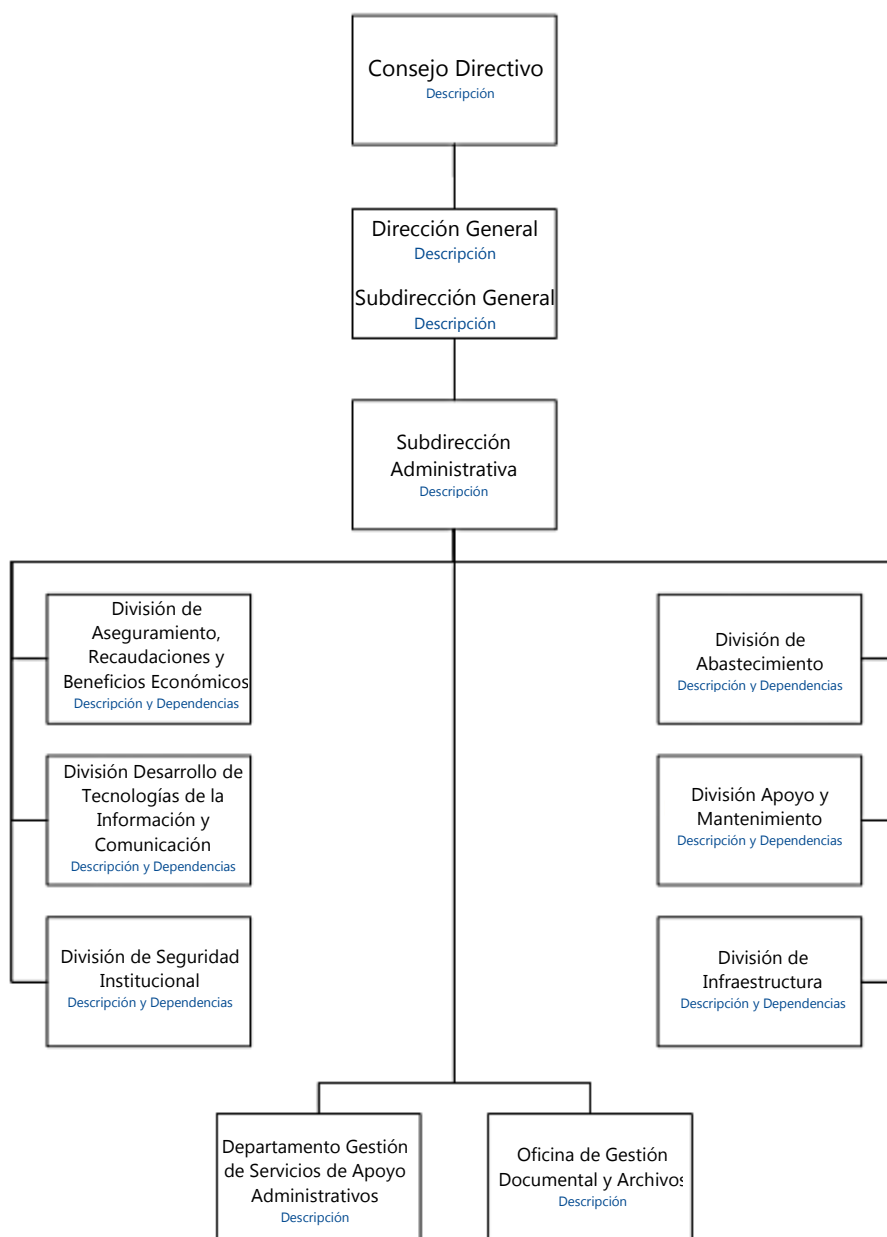 Consejo Directivo
Descripción
Dirección General
Descripción
Subdirección General
Descripción
Subdirección
Administrativa
Descripción
División de
Aseguramiento,
Recaudaciones y
Beneficios Económicos
Descripción y Dependencias
División de
Abastecimiento
Descripción y Dependencias
División Desarrollo de
Tecnologías de la
Información y
Comunicación
Descripción y Dependencias
División Apoyo y
Mantenimiento
Descripción y Dependencias
División de Seguridad
Institucional
Descripción y Dependencias
División de
Infraestructura
Descripción y Dependencias
Departamento Gestión
de Servicios de Apoyo
Administrativos
Descripción
Oficina de Gestión
Documental y Archivos
Descripción